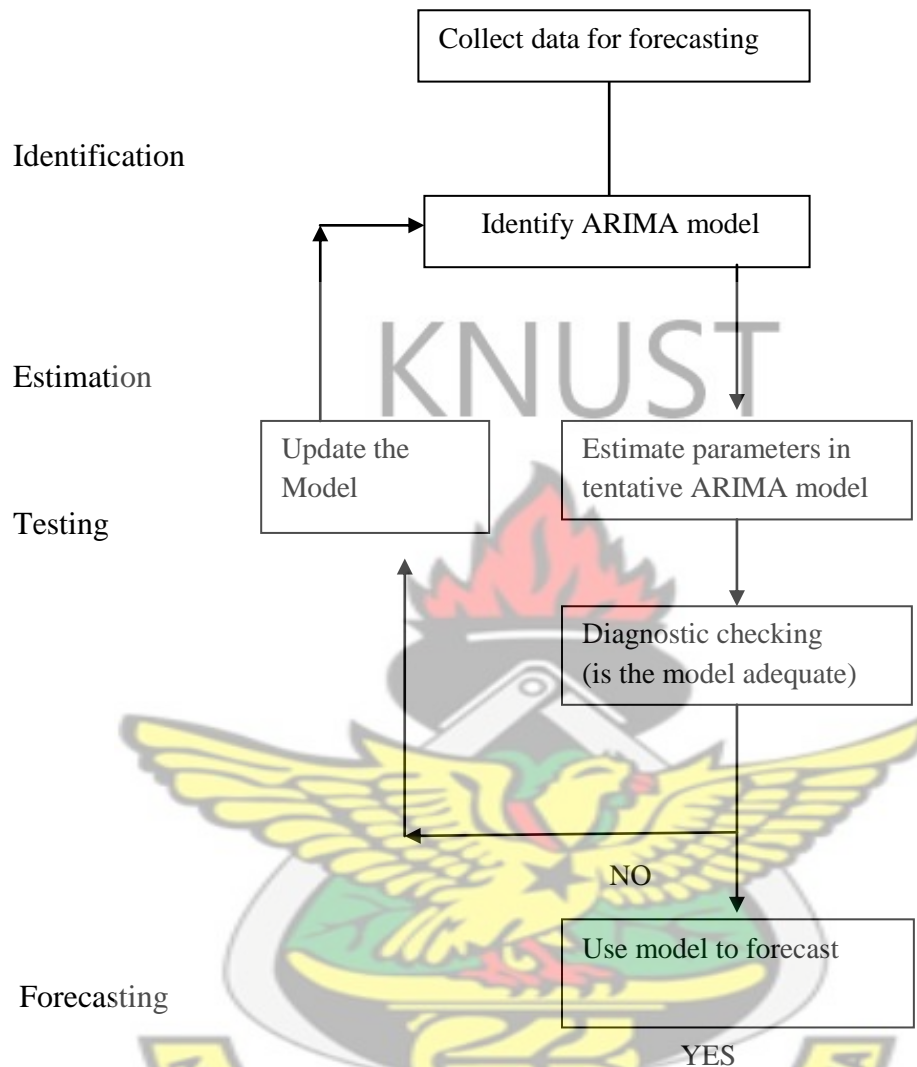 Collect data for forecasting
Identification
Identify ARIMA model
KNUST
Estimation
Update the
Model
Estimate parameters in
tentative ARIMA model
Testing
Diagnostic checking
(is the model adequate)
NO
Use model to forecast
Forecasting
YES